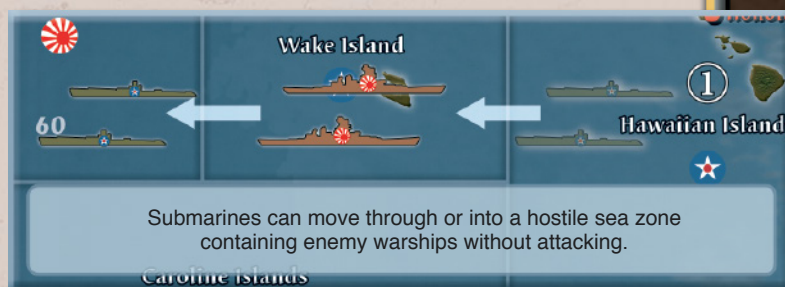 Wake Island
1
60
Hawaiian Island
Submarines can move through or into a hostile sea zone
containing enemy warships without attacking.
Caroline Islands